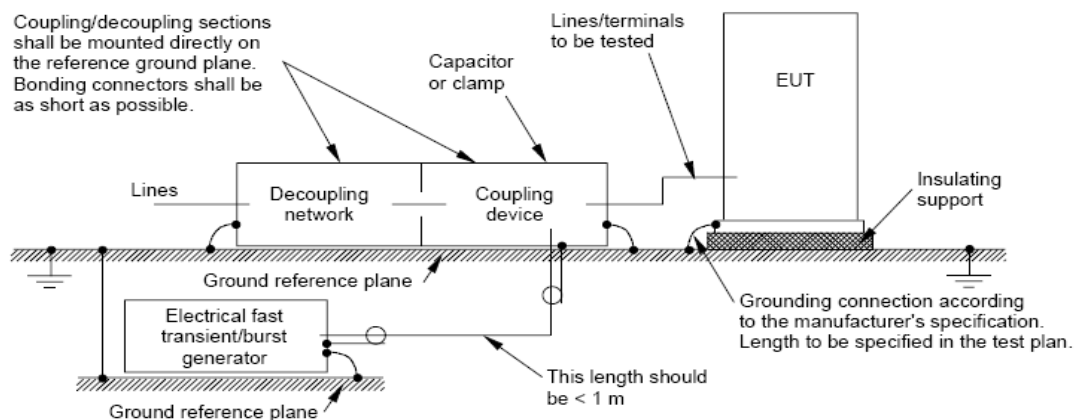 Coupling/decoupling sections
shall be mounted directly on
the reference ground plane.
Bonding connectors shall be
as short as possible.
Capacitor
or clamp
Lines/terminals
to be tested
EUT
Lines
Decoupling
network
Coupling
device
Insulating
support
Ground reference plane
Electrical fast
transient/burst
generator
Grounding connection according
to the manufacturer's specification.
Length to be specified in the test plan.
This length should
be < 1 m
Ground reference plane